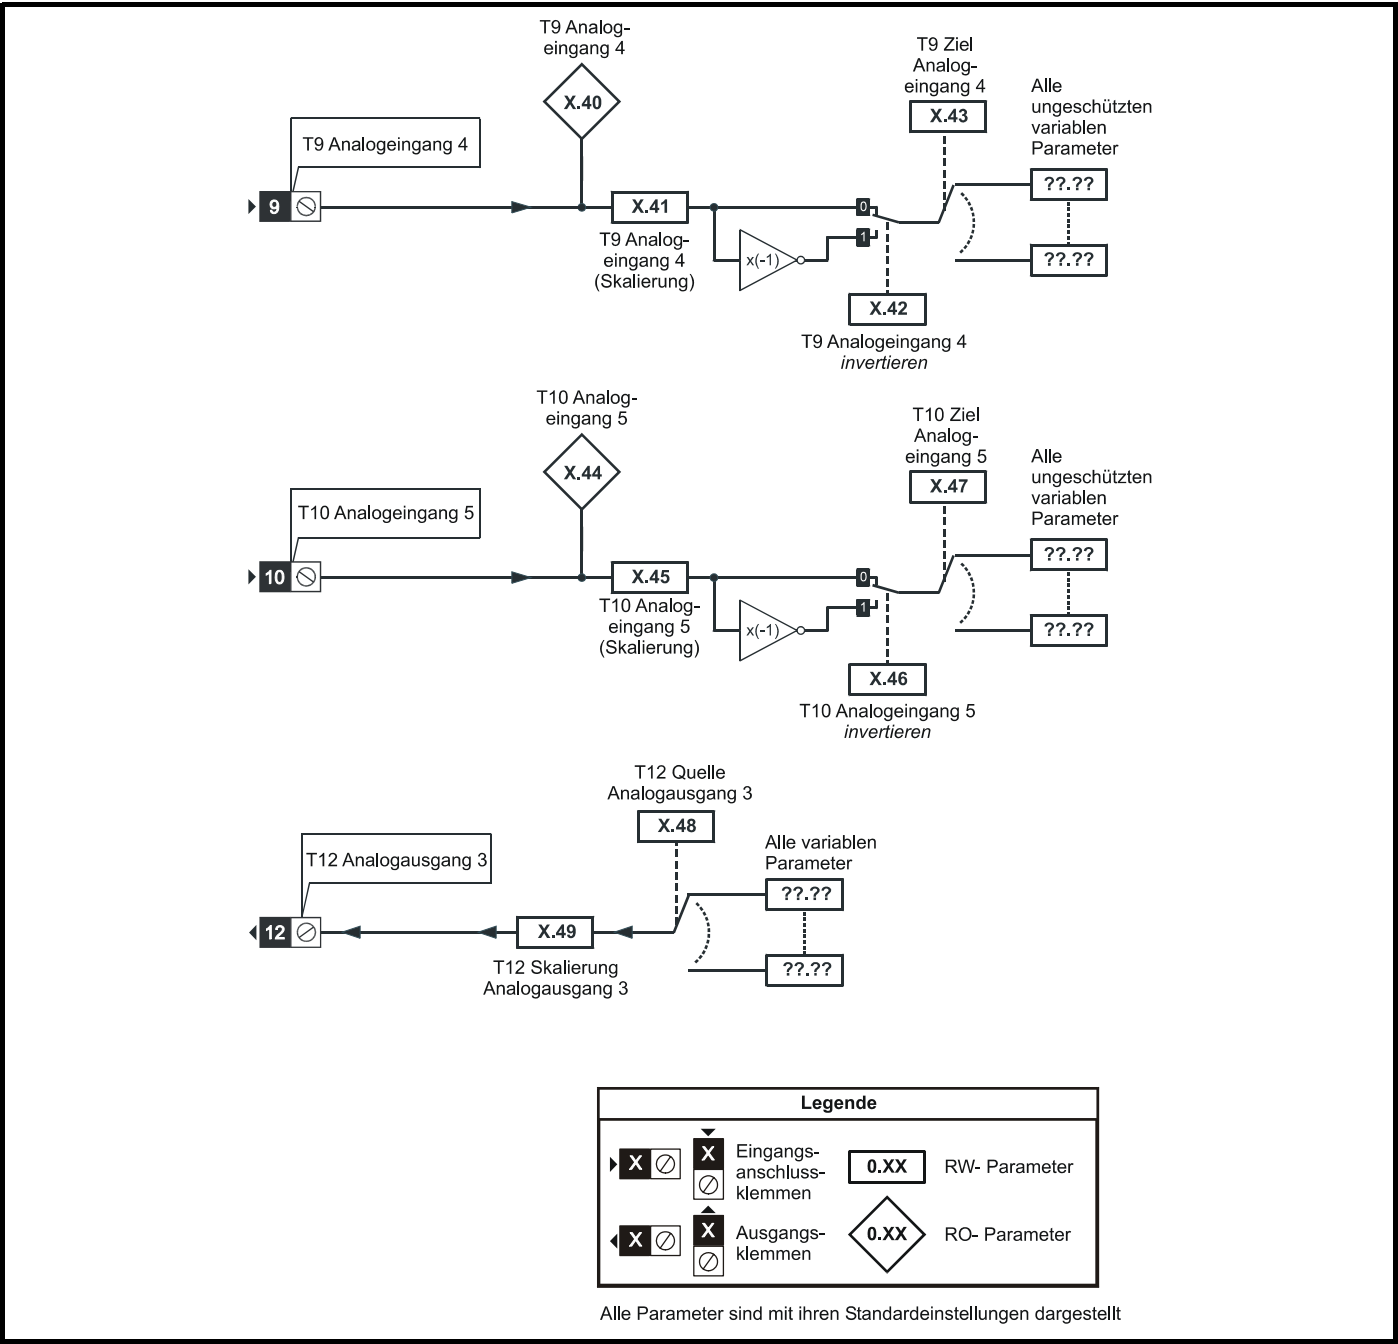 T9 Analog-
eingang 4
X.40
T9 Analogeingang 4
9
X.41
T9 Analog-
eingang 4
(Skalierung)
x(-1)
0
1
X.42
T9 Analogeingang 4
invertieren
T9 Ziel
Analog-
eingang 4
X.43
Alle
ungeschützten
variablen
Parameter
??.??
??.??
T10 Analog-
eingang 5
X.44
T10 Analogeingang 5
10
X.45
T10 Analog-
eingang 5
(Skalierung)
x(-1)
0
1
X.46
T10 Analogeingang 5
invertieren
T10 Ziel
Analog-
eingang 5
X.47
Alle
ungeschützten
variablen
Parameter
??.??
??.??
T12 Quelle
Analogausgang 3
X.48
T12 Analogausgang 3
12
X.49
T12 Skalierung
Analogausgang 3
Alle variablen
Parameter
??.??
??.??
Legende
X
X
Eingangs-
anschluss-
klemmen
0.XX
RW- Parameter
X
X
Ausgangs-
klemmen
0.XX
RO- Parameter
Alle Parameter sind mit ihren Standardeinstellungen dargestellt